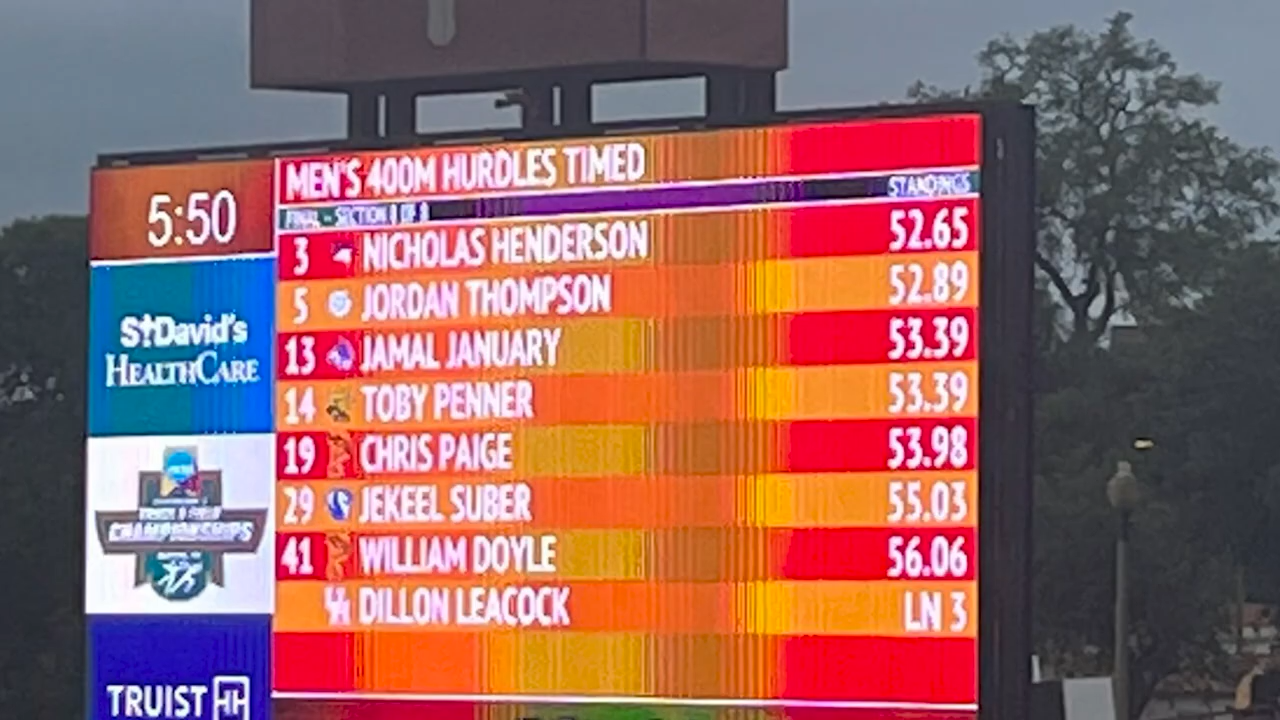 MEN'S 400M HURDLES TIMED
STANDINGS
5:50
3 NICHOLAS HENDERSON 52.65
5 JORDAN THOMPSON 52.89
13 JAMAL JANUARY 53.39
14 TOBY PENNER 53.39
19 CHRIS PAIGE 53.98
29 JEKEEL SUBER 55.03
41 WILLIAM DOYLE 56.06
DILLON LEACOCK LN 3
St David's
HEALTHCARE
TRACK & FIELD
CHAMPIONSHIPS
TRUIST